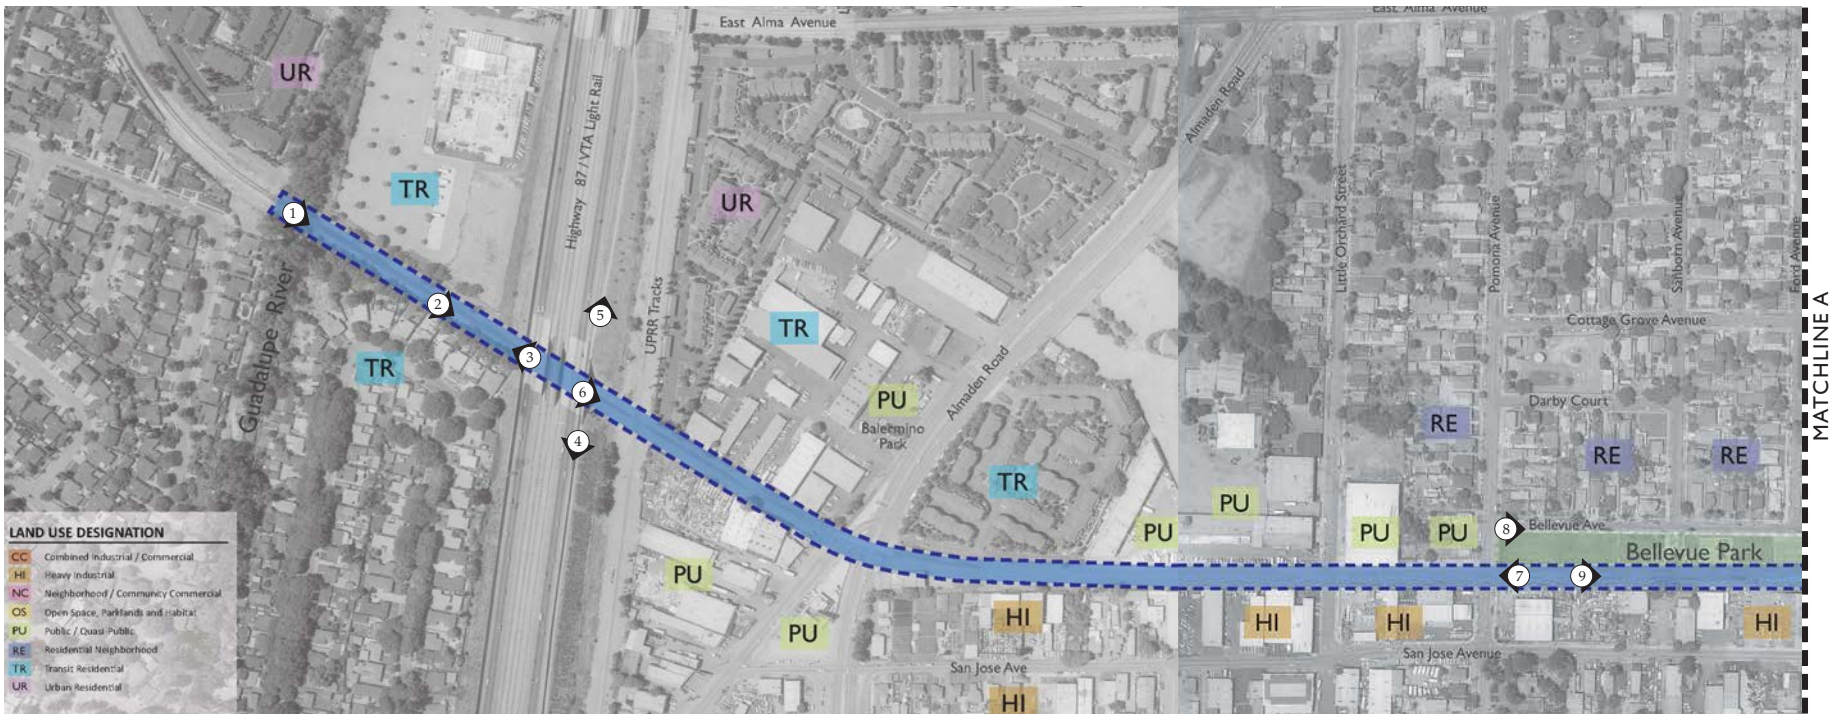 East Alma Avenue
East Alma Avenue
UR
Almaden Road
Highway 87 / VTA Light Rail
TR
UR
Little Orchard Street
Pomona Avenue
Sanborn Avenue
Ford Avenue
1
Guadalupe River
2
5
UPRR Tracks
TR
Cottage Grove Avenue
MATCHLINE A
3
TR
Almaden Road
6
PU
Balermino
Park
Darby Court
RE
4
RE
RE
TR
PU
PU
PU
PU
8
Bellevue Ave
Bellevue Park
PU
7
9
HI
HI
HI
HI
PU
San Jose Avenue
San Jose Ave
HI
LAND USE DESIGNATION
CC Combined Industrial / Commercial
HI Heavy Industrial
NC Neighborhood / Community Commercial
OS Open Space, Parklands and Habitat
PU Public / Quasi-Public
RE Residential Neighborhood
TR Transit Residential
UR Urban Residential